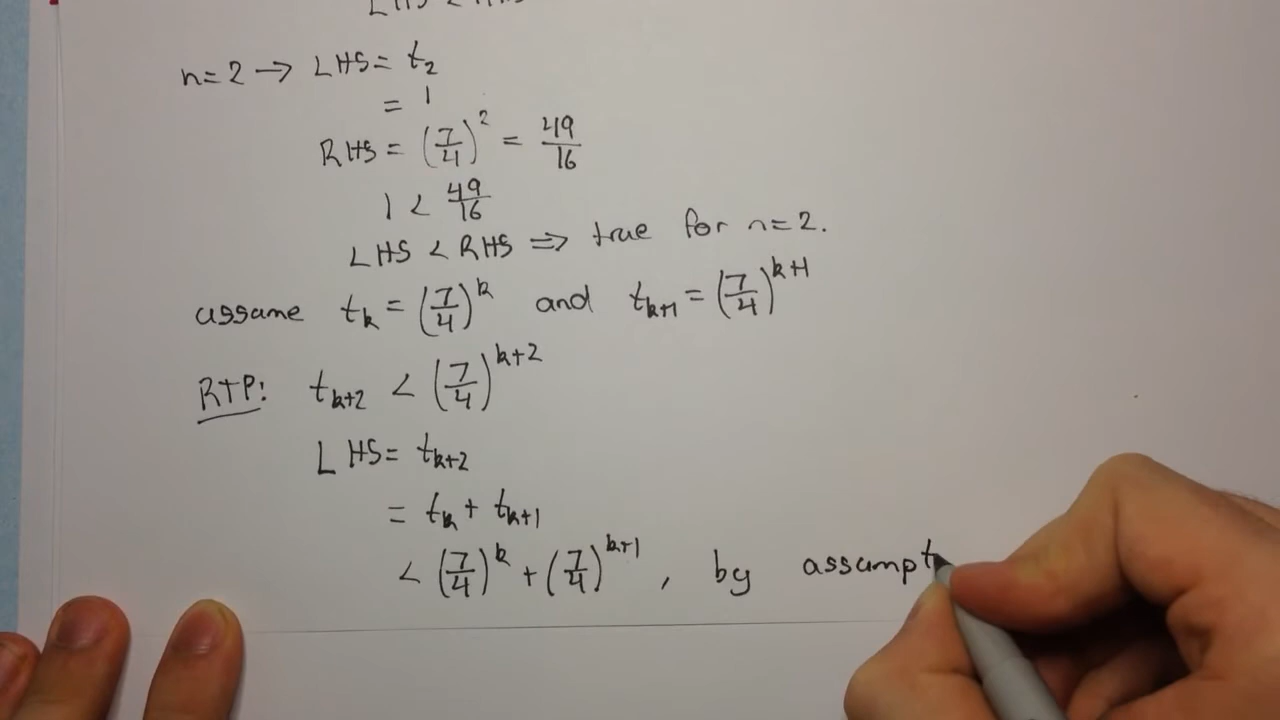 LHS < RHS
n=2 → LHS = t₂
= 1
RHS = (7/4)² = 49/16
1 < 49/16
LHS < RHS ⇒ true for n=2.
assume tₖ = (7/4)ᵏ and tₖ₊₁ = (7/4)ᵏ⁺¹
RTP: tₖ₊₂ < (7/4)ᵏ⁺²
LHS = tₖ₊₂
= tₖ + tₖ₊₁
< (7/4)ᵏ + (7/4)ᵏ⁺¹ , by assumpt